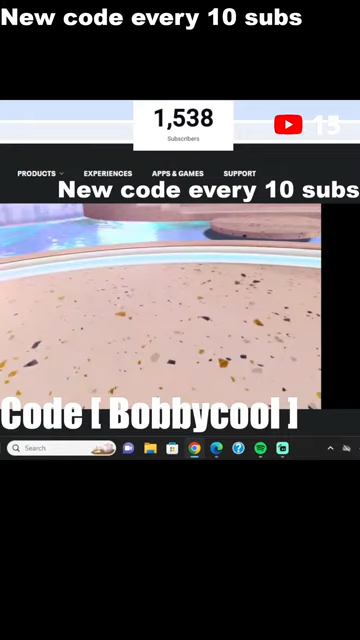 New code every 10 subs
1,538
Subscribers
15
PRODUCTS
EXPERIENCES
APPS & GAMES
SUPPORT
New code every 10 subs
Code [ Bobbycool ]
Search